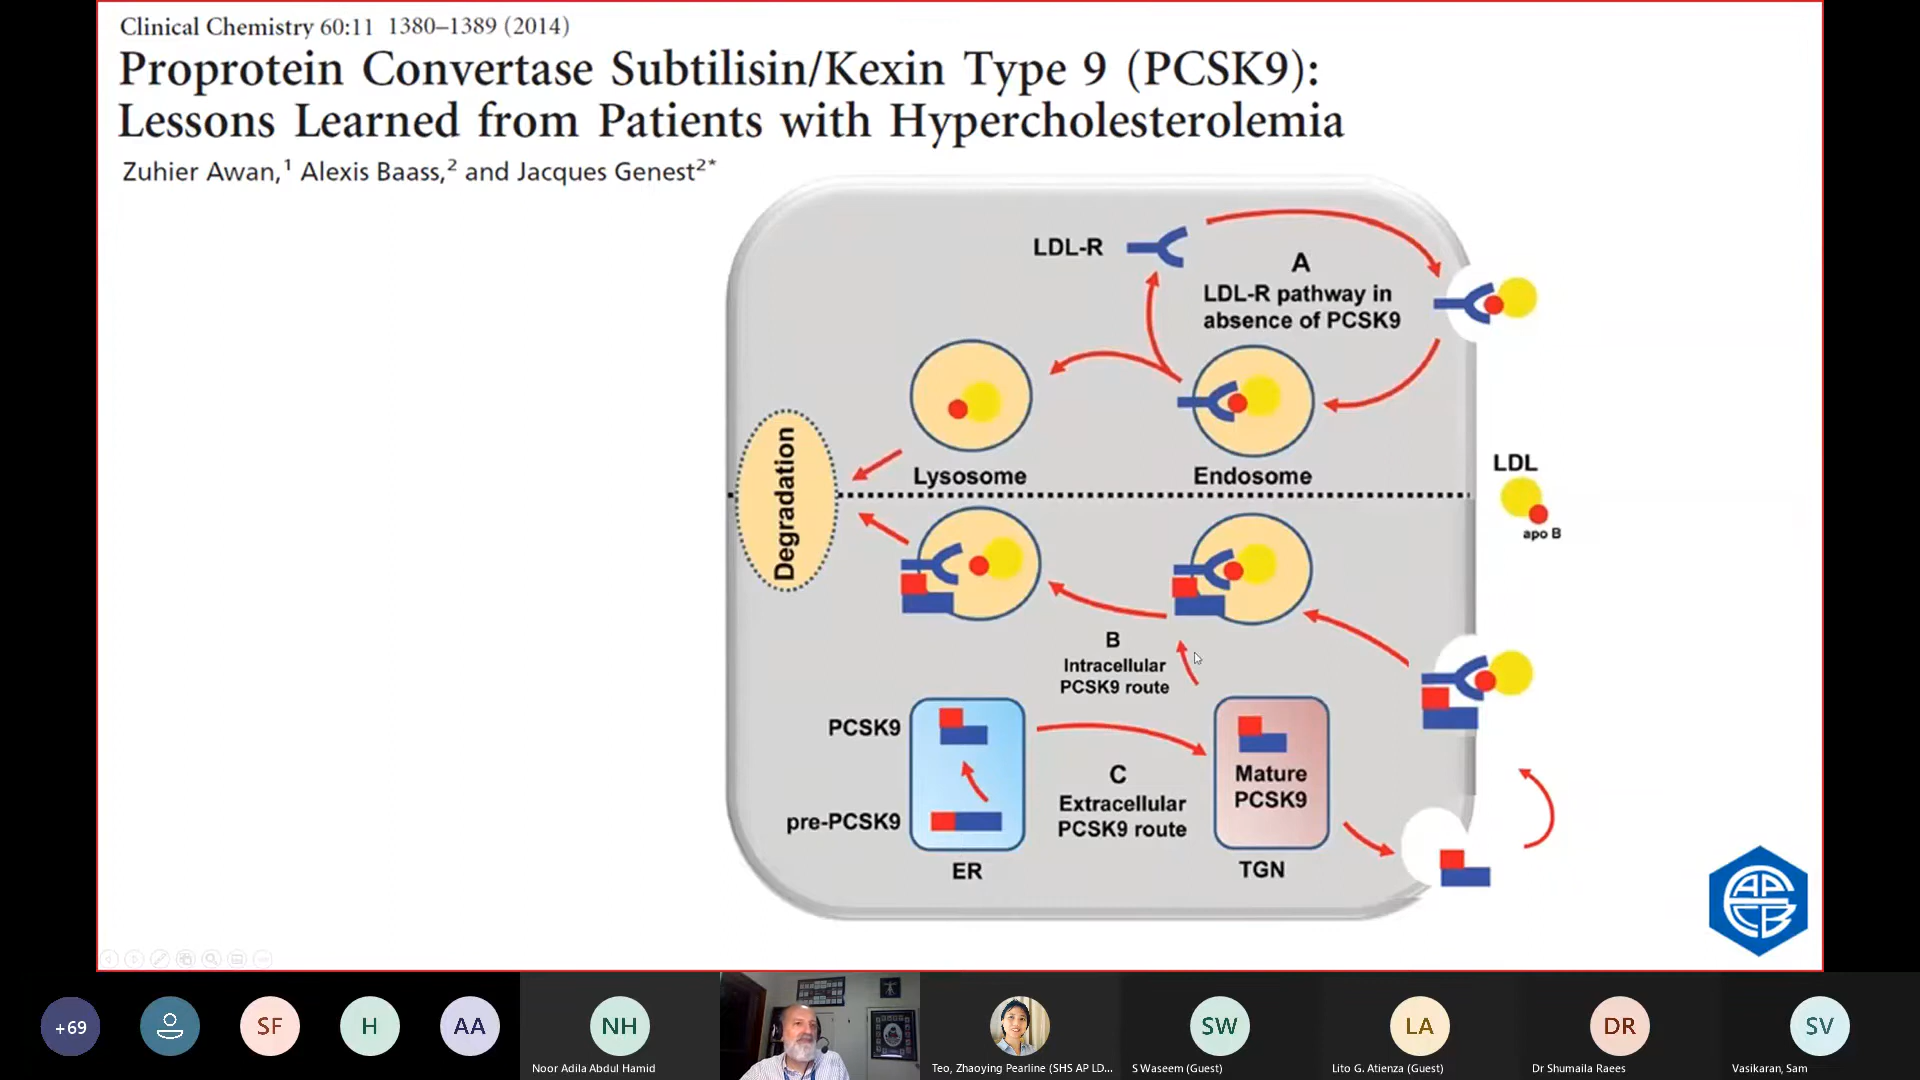 Clinical Chemistry 60:11 1380–1389 (2014)
Proprotein Convertase Subtilisin/Kexin Type 9 (PCSK9):
Lessons Learned from Patients with Hypercholesterolemia
Zuhier Awan,1 Alexis Baass,2 and Jacques Genest2*
LDL-R
A
LDL-R pathway in
absence of PCSK9
Lysosome
Endosome
Degradation
LDL
apo B
B
Intracellular
PCSK9 route
PCSK9
pre-PCSK9
ER
C
Extracellular
PCSK9 route
Mature
PCSK9
TGN
APFCB
+69
SF
H
AA
NH
Noor Adila Abdul Hamid
Teo, Zhaoying Pearline (SHS AP LD...
SW
S Waseem (Guest)
LA
Lito G. Atienza (Guest)
DR
Dr Shumaila Raees
SV
Vasikaran, Sam